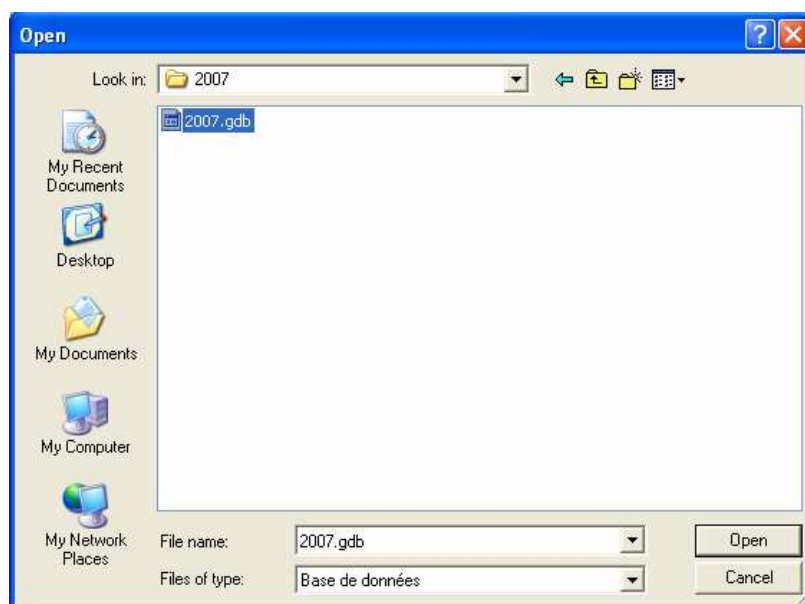 Open
Look in: 2007
2007.gdb
My Recent
Documents
Desktop
My Documents
My Computer
My Network
Places
File name: 2007.gdb Open
Files of type: Base de données Cancel